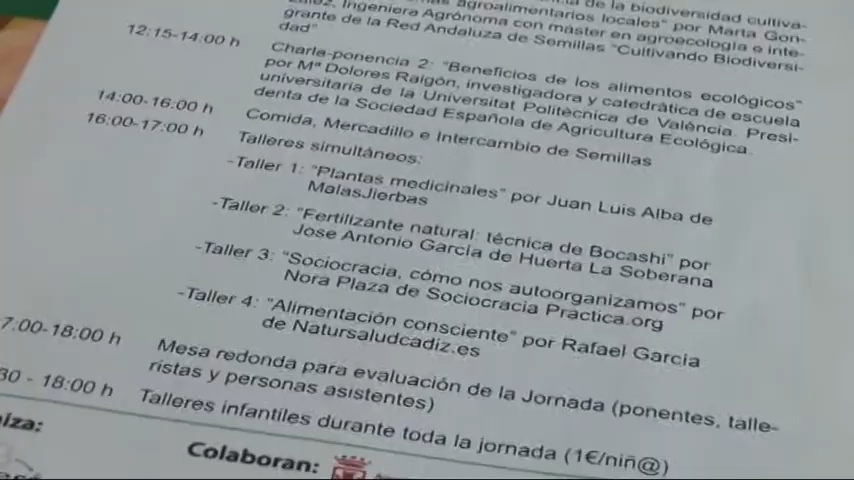 de la biodiversidad cultiva-
agroalimentarios locales" por Marta Gon-
Ingeniera Agrónoma con máster en agroecología e inte-
grante de la Red Andaluza de Semillas "Cultivando Biodiversi-
dad"
12:15-14:00 h Charla-ponencia 2: "Beneficios de los alimentos ecológicos"
por Mª Dolores Raigón, investigadora y catedrática de escuela
universitaria de la Universitat Politècnica de València. Presi-
denta de la Sociedad Española de Agricultura Ecológica.
14:00-16:00 h Comida, Mercadillo e Intercambio de Semillas
16:00-17:00 h Talleres simultáneos:
-Taller 1: "Plantas medicinales" por Juan Luis Alba de
MalasJierbas
-Taller 2: "Fertilizante natural: técnica de Bocashi" por
Jose Antonio García de Huerta La Soberana
-Taller 3: "Sociocracia, cómo nos autoorganizamos" por
Nora Plaza de Sociocracia Práctica.org
-Taller 4: "Alimentación consciente" por Rafael García
de Natursaludcadiz.es
7:00-18:00 h Mesa redonda para evaluación de la Jornada (ponentes, talle-
ristas y personas asistentes)
30 - 18:00 h Talleres infantiles durante toda la jornada (1€/niñ@)
iza:
Colaboran: